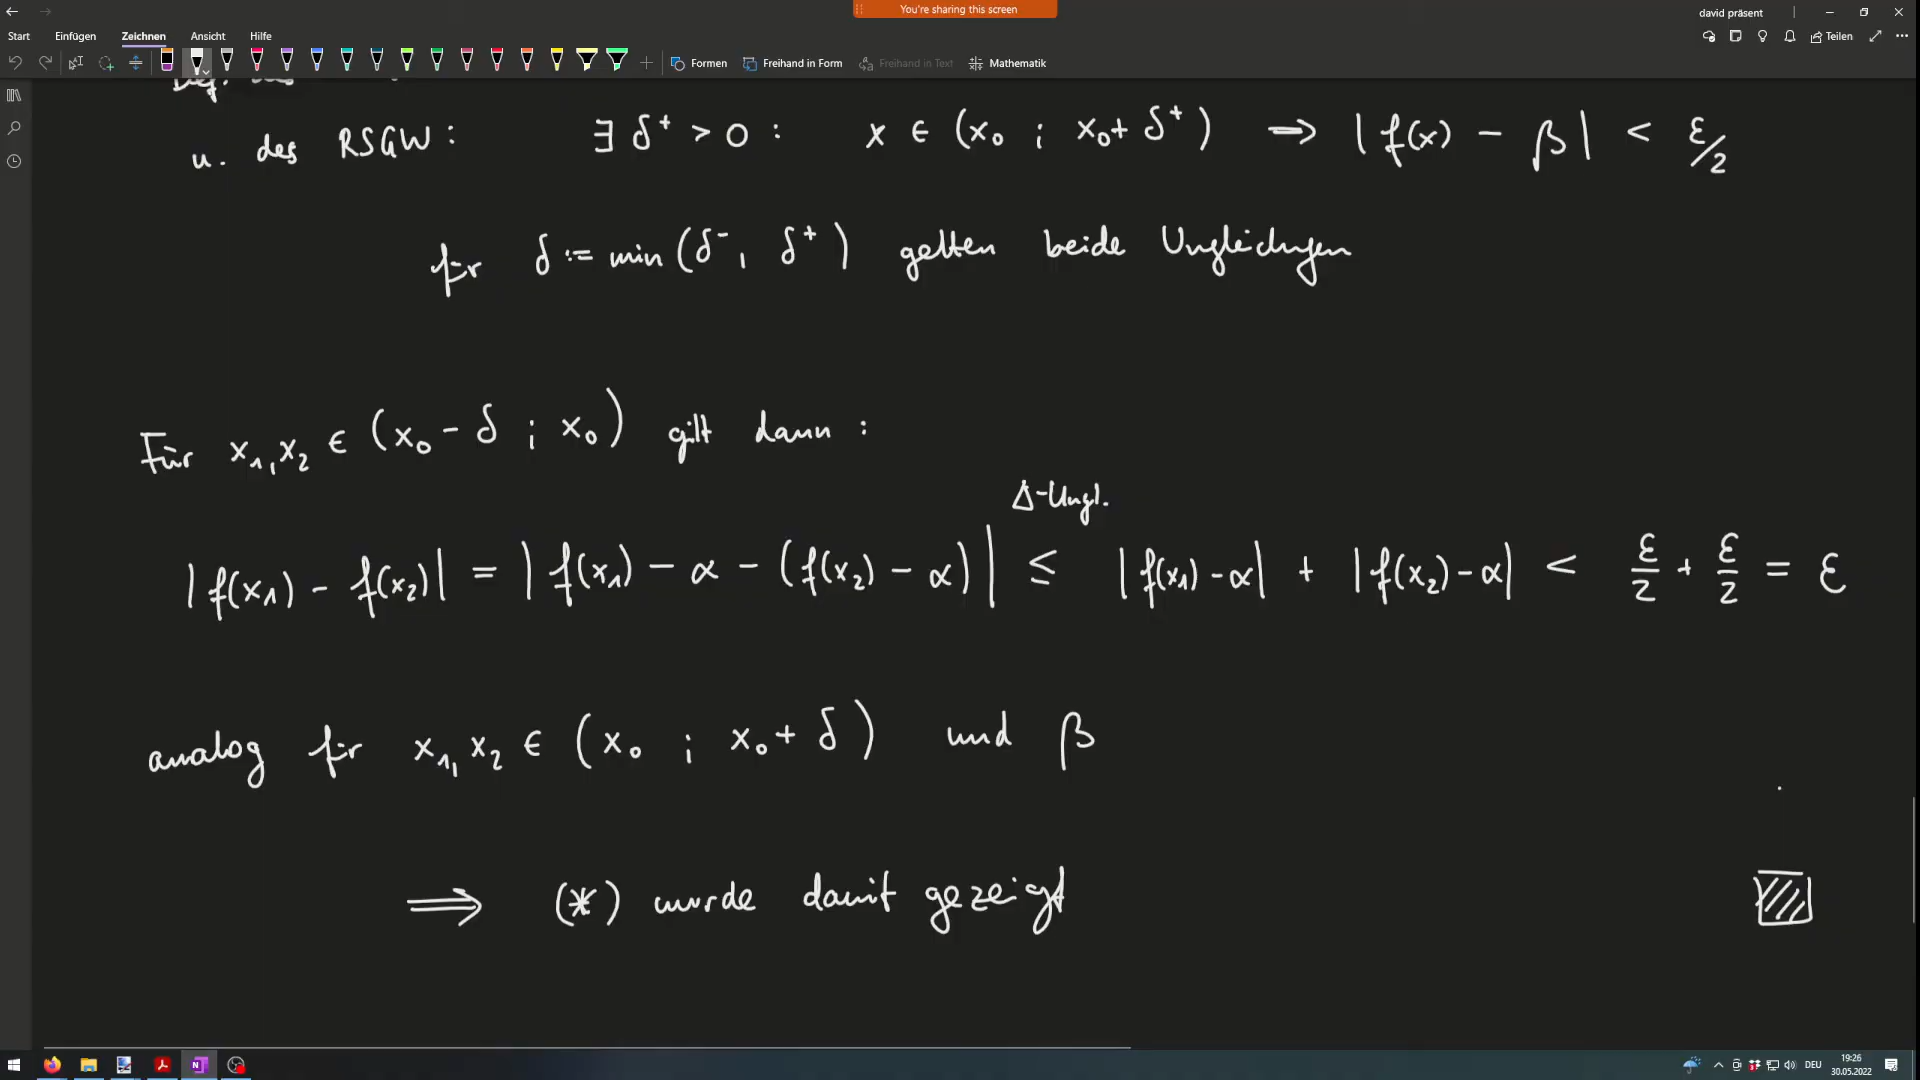 You're sharing this screen
david präsent
Start Einfügen Zeichnen Ansicht Hilfe
Teilen
Formen Freihand in Form Freihand in Text Mathematik
u. des RSGW: ∃ δ⁺ > 0 : x ∈ (x₀ ; x₀ + δ⁺) ⟹ |f(x) − β| < ε/2
für δ := min(δ⁻, δ⁺) gelten beide Ungleichungen
Für x₁, x₂ ∈ (x₀ − δ ; x₀) gilt dann :
Δ-Ungl.
|f(x₁) − f(x₂)| = |f(x₁) − α − (f(x₂) − α)| ≤ |f(x₁) − α| + |f(x₂) − α| < ε/2 + ε/2 = ε
analog für x₁, x₂ ∈ (x₀ ; x₀ + δ) und β
⟹ (*) wurde damit gezeigt
DEU
19:26
30.05.2022